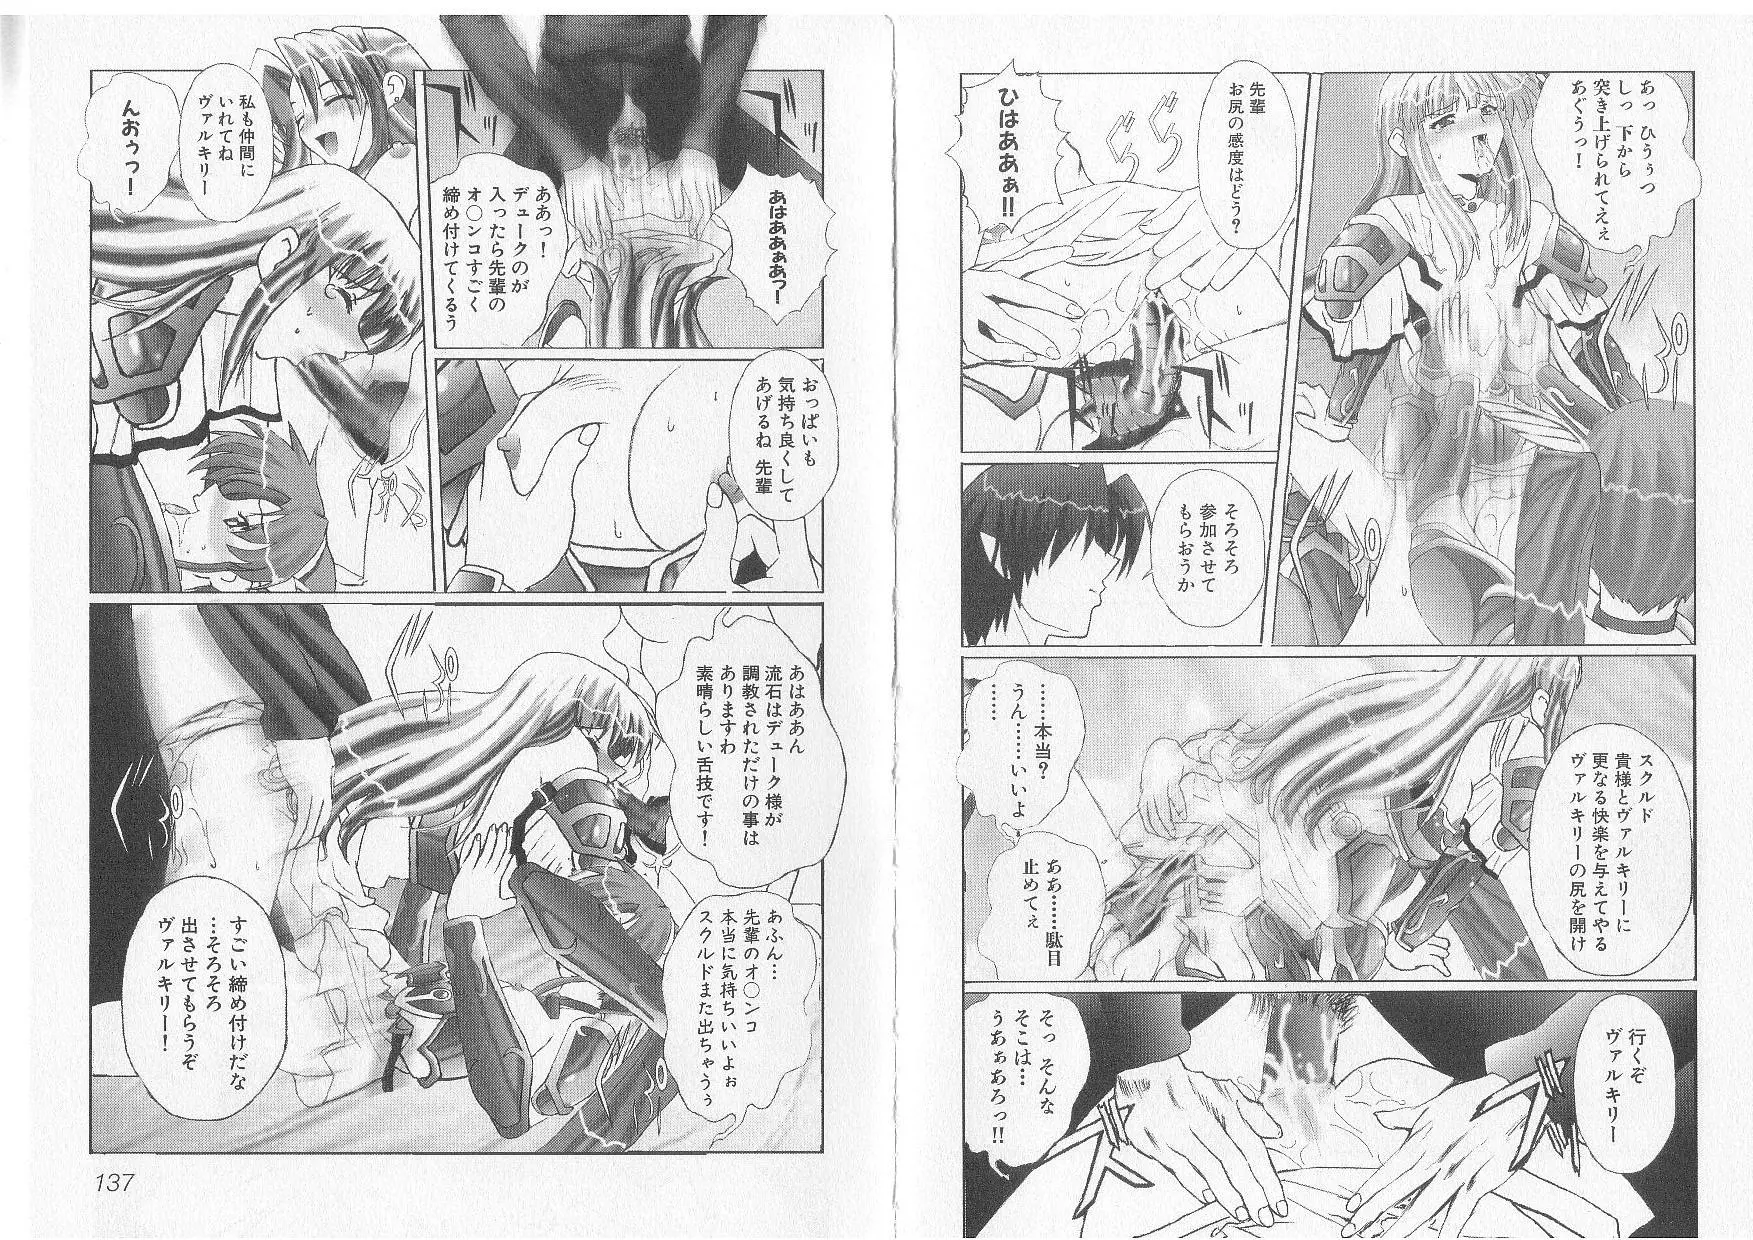 あっ ひうぅっ
しっ 下から
突き上げられてえぇ
あぐうっ！
先輩
お尻の感度はどう？
ひはああぁ!!
そろそろ
参加させて
もらおうか
スクルド
貴様とヴァルキリーに
更なる快楽を与えてやる
ヴァルキリーの尻を開け
……本当？
うん……いいよ
……
ああ……駄目
止めてぇ
行くぞ
ヴァルキリー
そっ そんな
そこは…
うあぁあろっ!!
あはああぁあっ！
ああっ！
デュークのが
入ったら先輩の
オ○ンコすごく
締め付けてくるう
私も仲間に
いれてね
ヴァルキリー
んおぅっ！
おっぱいも
気持ち良くして
あげるね 先輩
あはああん
流石はデューク様が
調教されただけの事は
ありますわ
素晴らしい舌技です！
あふん…
先輩のオ○ンコ
本当に気持ちいいよぉ
スクルドまた出ちゃうぅ
すごい締め付けだな
…そろそろ
出させてもらうぞ
ヴァルキリー！
137